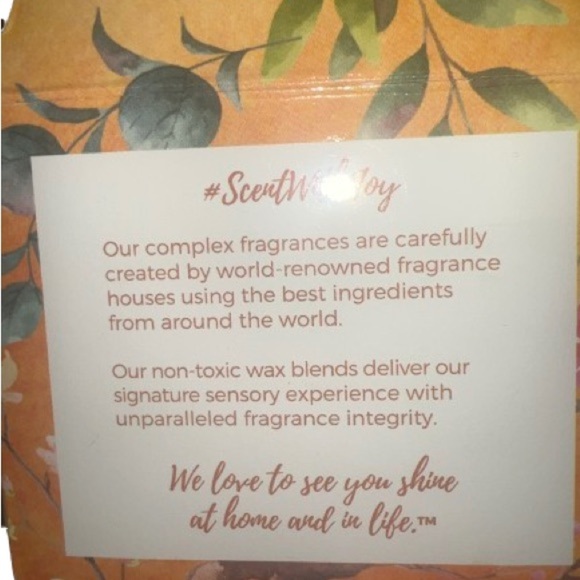 #ScentWithJoy
Our complex fragrances are carefully
created by world-renowned fragrance
houses using the best ingredients
from around the world.
Our non-toxic wax blends deliver our
signature sensory experience with
unparalleled fragrance integrity.
We love to see you shine
at home and in life.™